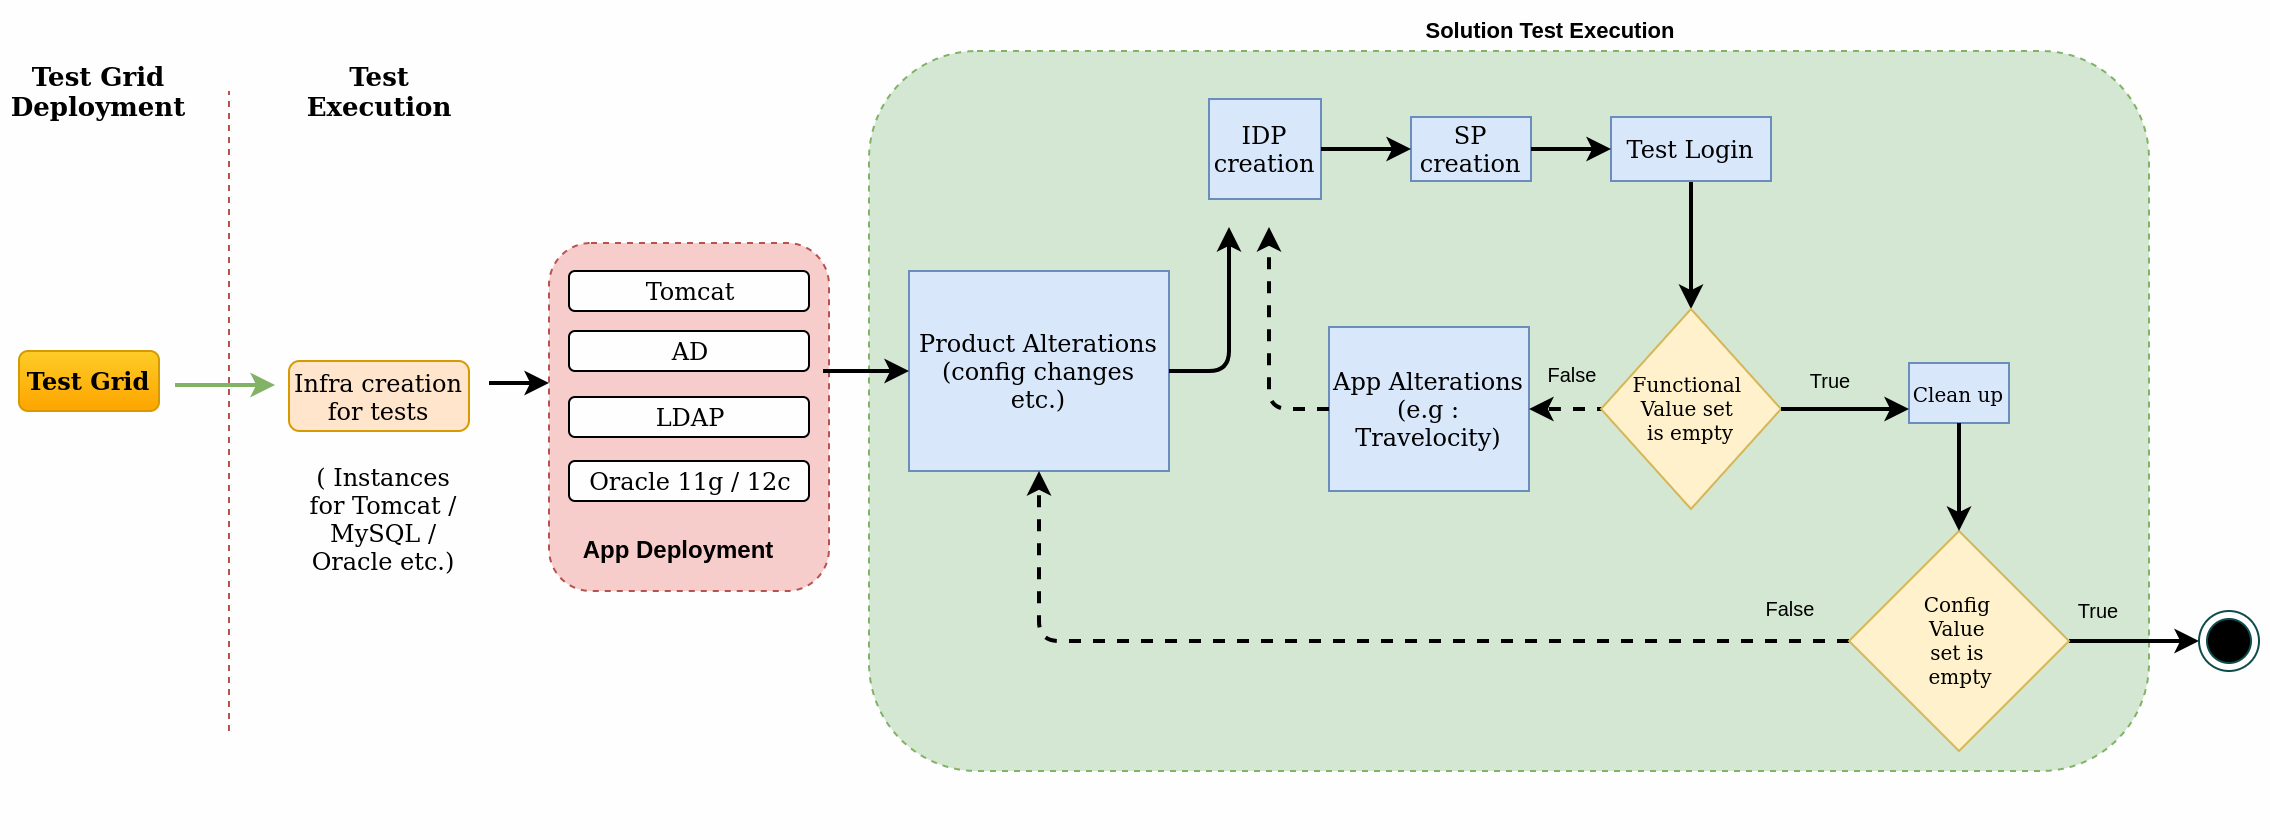 Solution Test Execution
Test Grid
Deployment
Test
Execution
IDP
creation
SP
creation
Test Login
Tomcat
AD
LDAP
Oracle 11g / 12c
App Deployment
Test Grid
Infra creation
for tests
( Instances
for Tomcat /
MySQL /
Oracle etc.)
Product Alterations
(config changes
etc.)
App Alterations
(e.g :
Travelocity)
False
Functional
Value set
is empty
True
Clean up
False
Config
Value
set is
empty
True